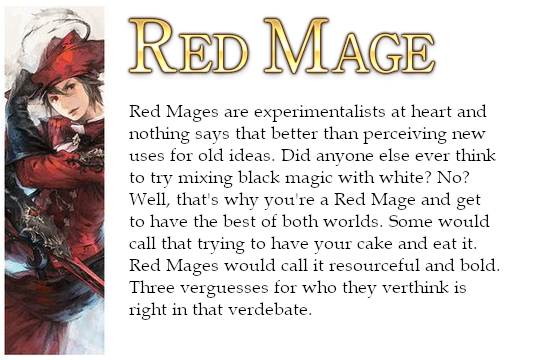 RED MAGE
Red Mages are experimentalists at heart and
nothing says that better than perceiving new
uses for old ideas. Did anyone else ever think
to try mixing black magic with white? No?
Well, that's why you're a Red Mage and get
to have the best of both worlds. Some would
call that trying to have your cake and eat it.
Red Mages would call it resourceful and bold.
Three verguesses for who they verthink is
right in that verdebate.